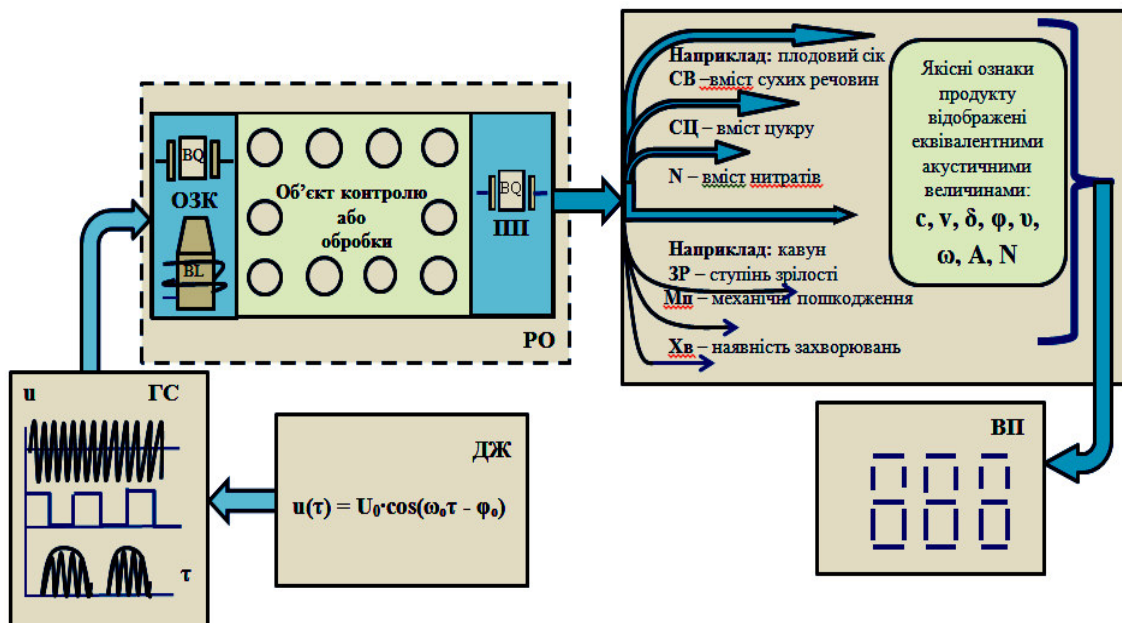 BQ
ОЗК
BL
Об’єкт контролю
або
обробки
BQ
ПП
РО
Наприклад: плодовий сік
СВ –вміст сухих речовин
СЦ – вміст цукру
N – вміст нитратів
Наприклад: кавун
ЗР – ступінь зрілості
Мп – механічні пошкодження
Хв – наявність захворювань
Якісні ознаки
продукту
відображені
еквівалентними
акустичними
величинами:
c, ν, δ, φ, υ,
ω, A, N
u
ГС
τ
ДЖ
u(τ) = U₀·cos(ω₀τ - φ₀)
ВП